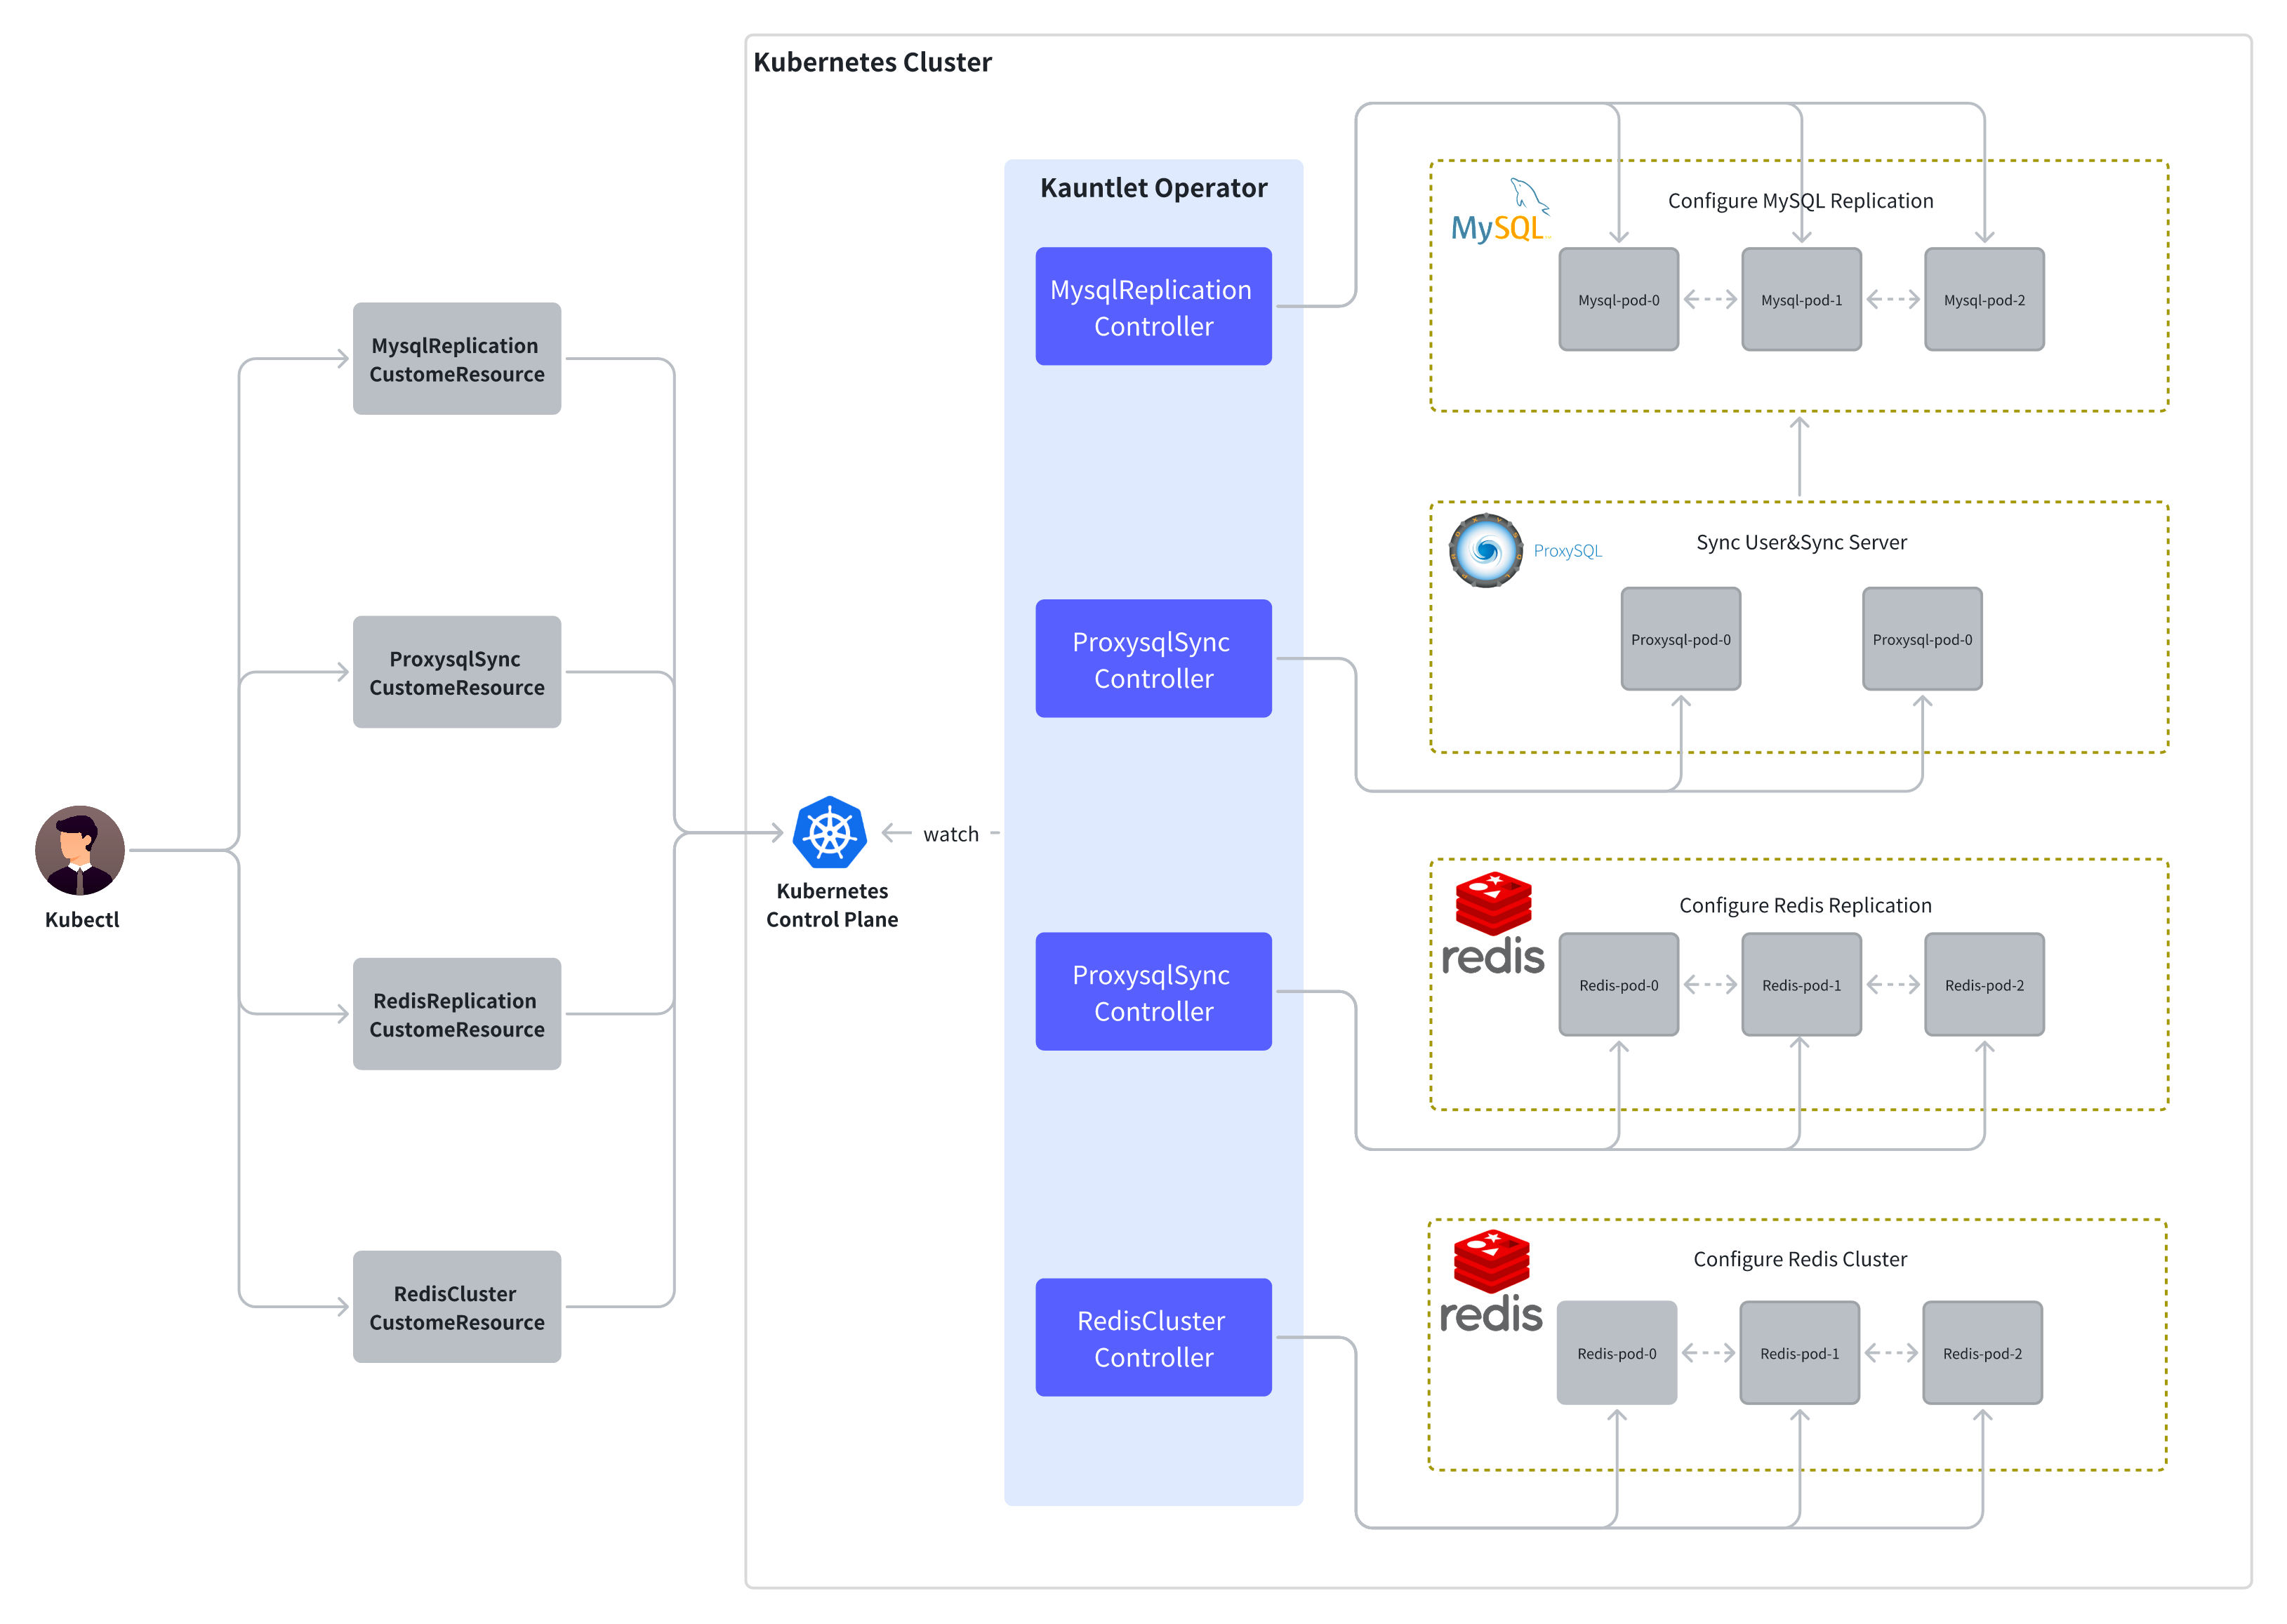 Kubernetes Cluster
Kauntlet Operator
MysqlReplication
Controller
ProxysqlSync
Controller
ProxysqlSync
Controller
RedisCluster
Controller
MysqlReplication
CustomeResource
ProxysqlSync
CustomeResource
RedisReplication
CustomeResource
RedisCluster
CustomeResource
Kubectl
Kubernetes
Control Plane
watch
MySQL
Configure MySQL Replication
Mysql-pod-0
Mysql-pod-1
Mysql-pod-2
ProxySQL
Sync User&Sync Server
Proxysql-pod-0
Proxysql-pod-0
redis
Configure Redis Replication
Redis-pod-0
Redis-pod-1
Redis-pod-2
redis
Configure Redis Cluster
Redis-pod-0
Redis-pod-1
Redis-pod-2